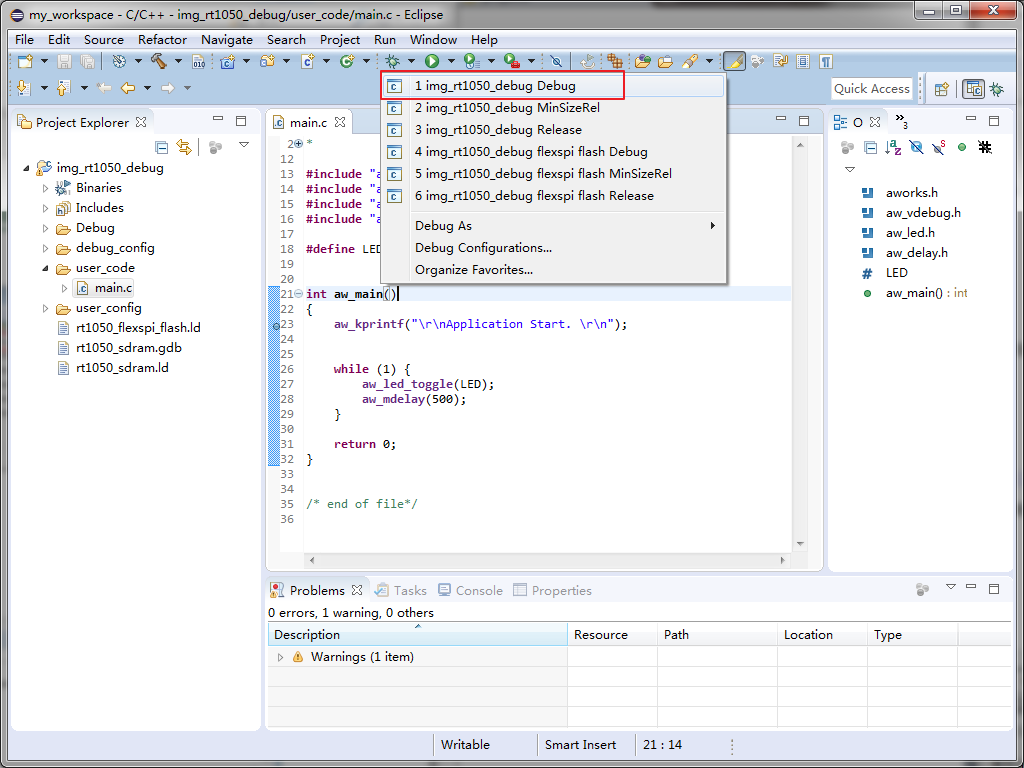 my_workspace - C/C++ - img_rt1050_debug/user_code/main.c - Eclipse
File Edit Source Refactor Navigate Search Project Run Window Help
010
Quick Access
Project Explorer
img_rt1050_debug
Binaries
Includes
Debug
debug_config
user_code
main.c
user_config
rt1050_flexspi_flash.ld
rt1050_sdram.gdb
rt1050_sdram.ld
1 img_rt1050_debug Debug
2 img_rt1050_debug MinSizeRel
3 img_rt1050_debug Release
4 img_rt1050_debug flexspi flash Debug
5 img_rt1050_debug flexspi flash MinSizeRel
6 img_rt1050_debug flexspi flash Release
Debug As
Debug Configurations...
Organize Favorites...
main.c
2 *
12
13 #include "a
14 #include "a
15 #include "a
16 #include "a
17
18 #define LED
19
20
21 int aw_main()
22 {
23 aw_kprintf("\r\nApplication Start. \r\n");
24
25
26 while (1) {
27 aw_led_toggle(LED);
28 aw_mdelay(500);
29 }
30
31 return 0;
32 }
33
34
35 /* end of file*/
36
O
»3
aworks.h
aw_vdebug.h
aw_led.h
aw_delay.h
# LED
aw_main() : int
Problems Tasks Console Properties
0 errors, 1 warning, 0 others
Description Resource Path Location Type
Warnings (1 item)
Writable Smart Insert 21 : 14